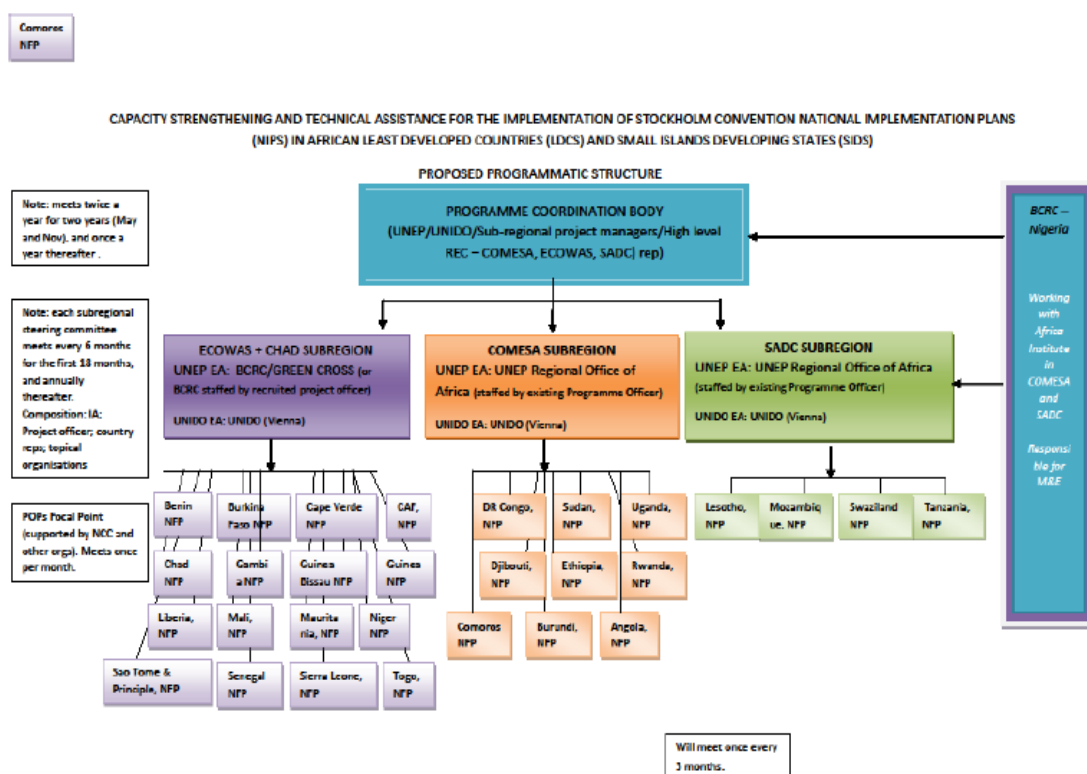 Comoros
NFP
CAPACITY STRENGTHENING AND TECHNICAL ASSISTANCE FOR THE IMPLEMENTATION OF STOCKHOLM CONVENTION NATIONAL IMPLEMENTATION PLANS
(NIPS) IN AFRICAN LEAST DEVELOPED COUNTRIES (LDCS) AND SMALL ISLANDS DEVELOPING STATES (SIDS)
PROPOSED PROGRAMMATIC STRUCTURE
Note: meets twice a
year for two years (May
and Nov), and once a
year thereafter .
PROGRAMME COORDINATION BODY
(UNEP/UNIDO/Sub-regional project managers/High level
REC – COMESA, ECOWAS, SADC| rep)
BCRC –
Nigeria
Working
with
Africa
Institute
in
COMESA
and
SADC
Responsi
ble for
M&E
Note: each subregional
steering committee
meets every 6 months
for the first 18 months,
and annually
thereafter.
Composition: IA;
Project officer; country
reps; topical
organisations
ECOWAS + CHAD SUBREGION
UNEP EA:  BCRC/GREEN CROSS (or
BCRC staffed by recruited project officer)
UNIDO EA: UNIDO (Vienna)
COMESA SUBREGION
UNEP EA:  UNEP Regional Office of
Africa (staffed by existing Programme Officer)
UNIDO EA: UNIDO (Vienna)
SADC SUBREGION
UNEP EA:  UNEP Regional Office of Africa
(staffed by existing Programme Officer)
UNIDO EA: UNIDO (Vienna)
POPs Focal Point
(supported by NCC and
other orgs). Meets once
per month.
Benin
NFP
Burkina
Faso NFP
Cape Verde
NFP
CAF,
NFP
Chad
NFP
Gambi
a NFP
Guinea
Bissau NFP
Guinea
NFP
Liberia,
NFP
Mali,
NFP
Maurita
nia, NFP
Niger
NFP
Sao Tome &
Principle, NFP
Senegal
NFP
Sierra Leone,
NFP
Togo,
NFP
DR Congo,
NFP
Sudan,
NFP
Uganda,
NFP
Djibouti,
NFP
Ethiopia,
NFP
Rwanda,
NFP
Comoros
NFP
Burundi,
NFP
Angola,
NFP
Lesotho,
NFP
Mozambiq
ue, NFP
Swaziland
NFP
Tanzania,
NFP
Will meet once every
3 months.